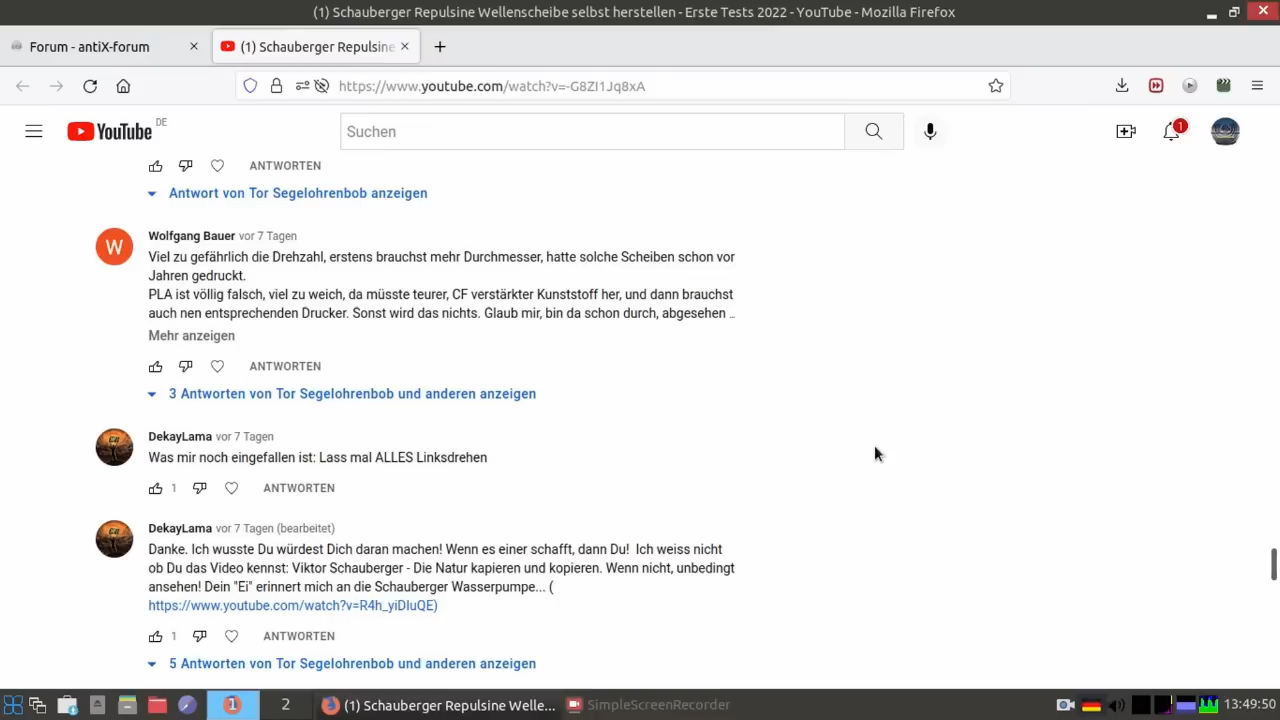 (1) Schauberger Repulsine Wellenscheibe selbst herstellen - Erste Tests 2022 - YouTube - Mozilla Firefox
Forum - antiX-forum
(1) Schauberger Repulsine
https://www.youtube.com/watch?v=-G8ZI1Jq8xA
YouTube DE
Suchen
1
ANTWORTEN
Antwort von Tor Segelohrenbob anzeigen
W
Wolfgang Bauer vor 7 Tagen
Viel zu gefährlich die Drehzahl, erstens brauchst mehr Durchmesser, hatte solche Scheiben schon vor
Jahren gedruckt.
PLA ist völlig falsch, viel zu weich, da müsste teurer, CF verstärkter Kunststoff her, und dann brauchst
auch nen entsprechenden Drucker. Sonst wird das nichts. Glaub mir, bin da schon durch, abgesehen ...
Mehr anzeigen
ANTWORTEN
3 Antworten von Tor Segelohrenbob und anderen anzeigen
DekayLama vor 7 Tagen
Was mir noch eingefallen ist: Lass mal ALLES Linksdrehen
1 ANTWORTEN
DekayLama vor 7 Tagen (bearbeitet)
Danke. Ich wusste Du würdest Dich daran machen! Wenn es einer schafft, dann Du! Ich weiss nicht
ob Du das Video kennst: Viktor Schauberger - Die Natur kapieren und kopieren. Wenn nicht, unbedingt
ansehen! Dein "Ei" erinnert mich an die Schauberger Wasserpumpe... (
https://www.youtube.com/watch?v=R4h_yiDIuQE)
1 ANTWORTEN
5 Antworten von Tor Segelohrenbob und anderen anzeigen
1
2
(1) Schauberger Repulsine Welle...
SimpleScreenRecorder
13:49:50